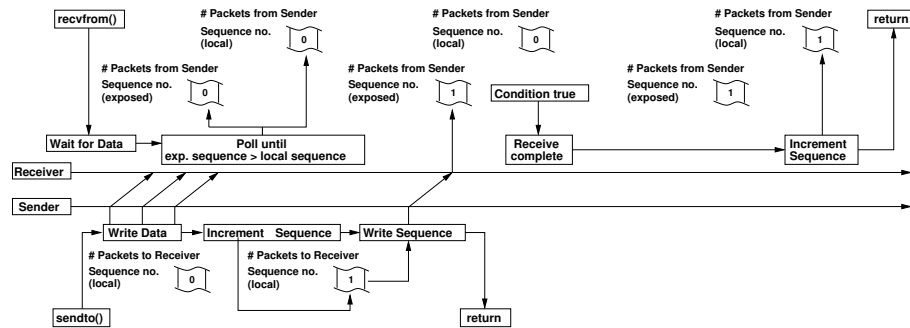 recvfrom()
# Packets from Sender
Sequence no.
(local)
0
# Packets from Sender
Sequence no.
(exposed)
0
# Packets from Sender
Sequence no.
(local)
0
# Packets from Sender
Sequence no.
(exposed)
1
Condition true
# Packets from Sender
Sequence no.
(local)
1
# Packets from Sender
Sequence no.
(exposed)
1
return
Wait for Data
Poll until
exp. sequence > local sequence
Receive
complete
Increment
Sequence
Receiver
Sender
Write Data
Increment Sequence
Write Sequence
# Packets to Receiver
Sequence no.
(local)
0
# Packets to Receiver
Sequence no.
(local)
1
sendto()
return